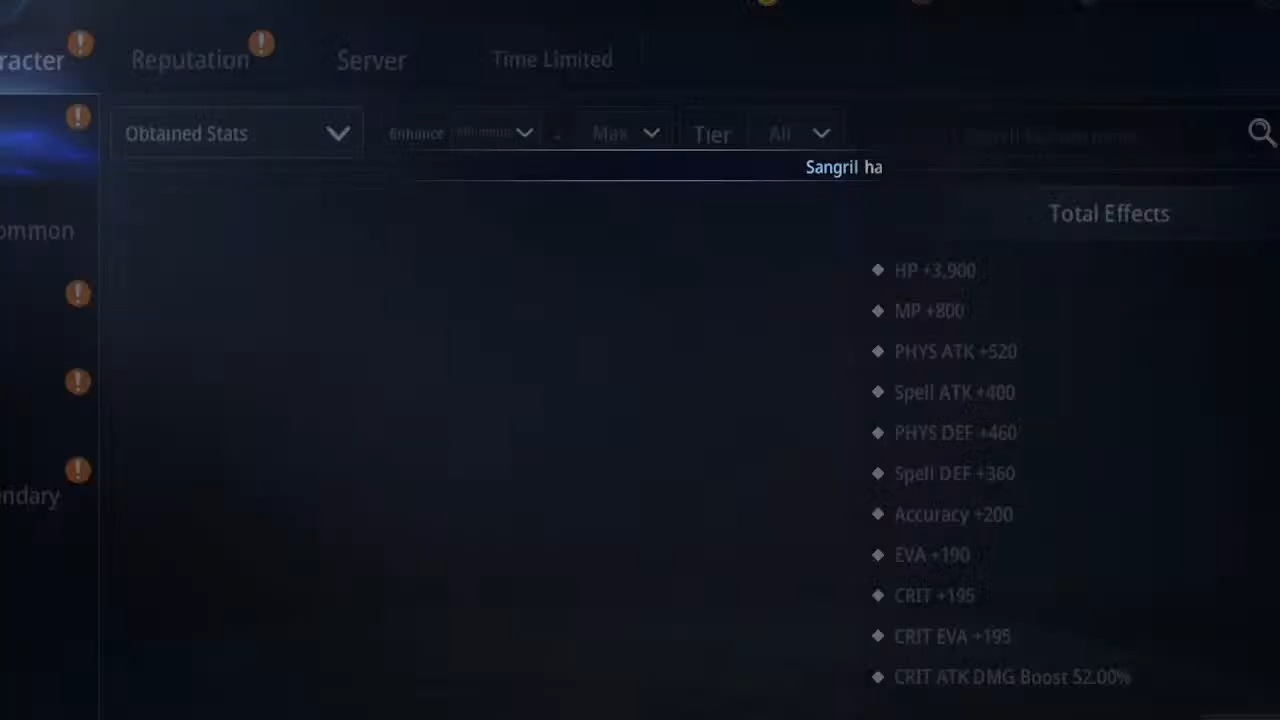 racter
Reputation
Server
Time Limited
Obtained Stats
Enhance
Minimum
-
Max
Tier
All
Sangril ha
Total Effects
ommon
HP +3,900
MP +800
PHYS ATK +520
Spell ATK +400
PHYS DEF +460
Spell DEF +360
ndary
Accuracy +200
EVA +190
CRIT +195
CRIT EVA +195
CRIT ATK DMG Boost 52.00%